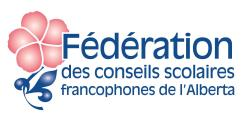 Fédération
des conseils scolaires
francophones de l'Alberta